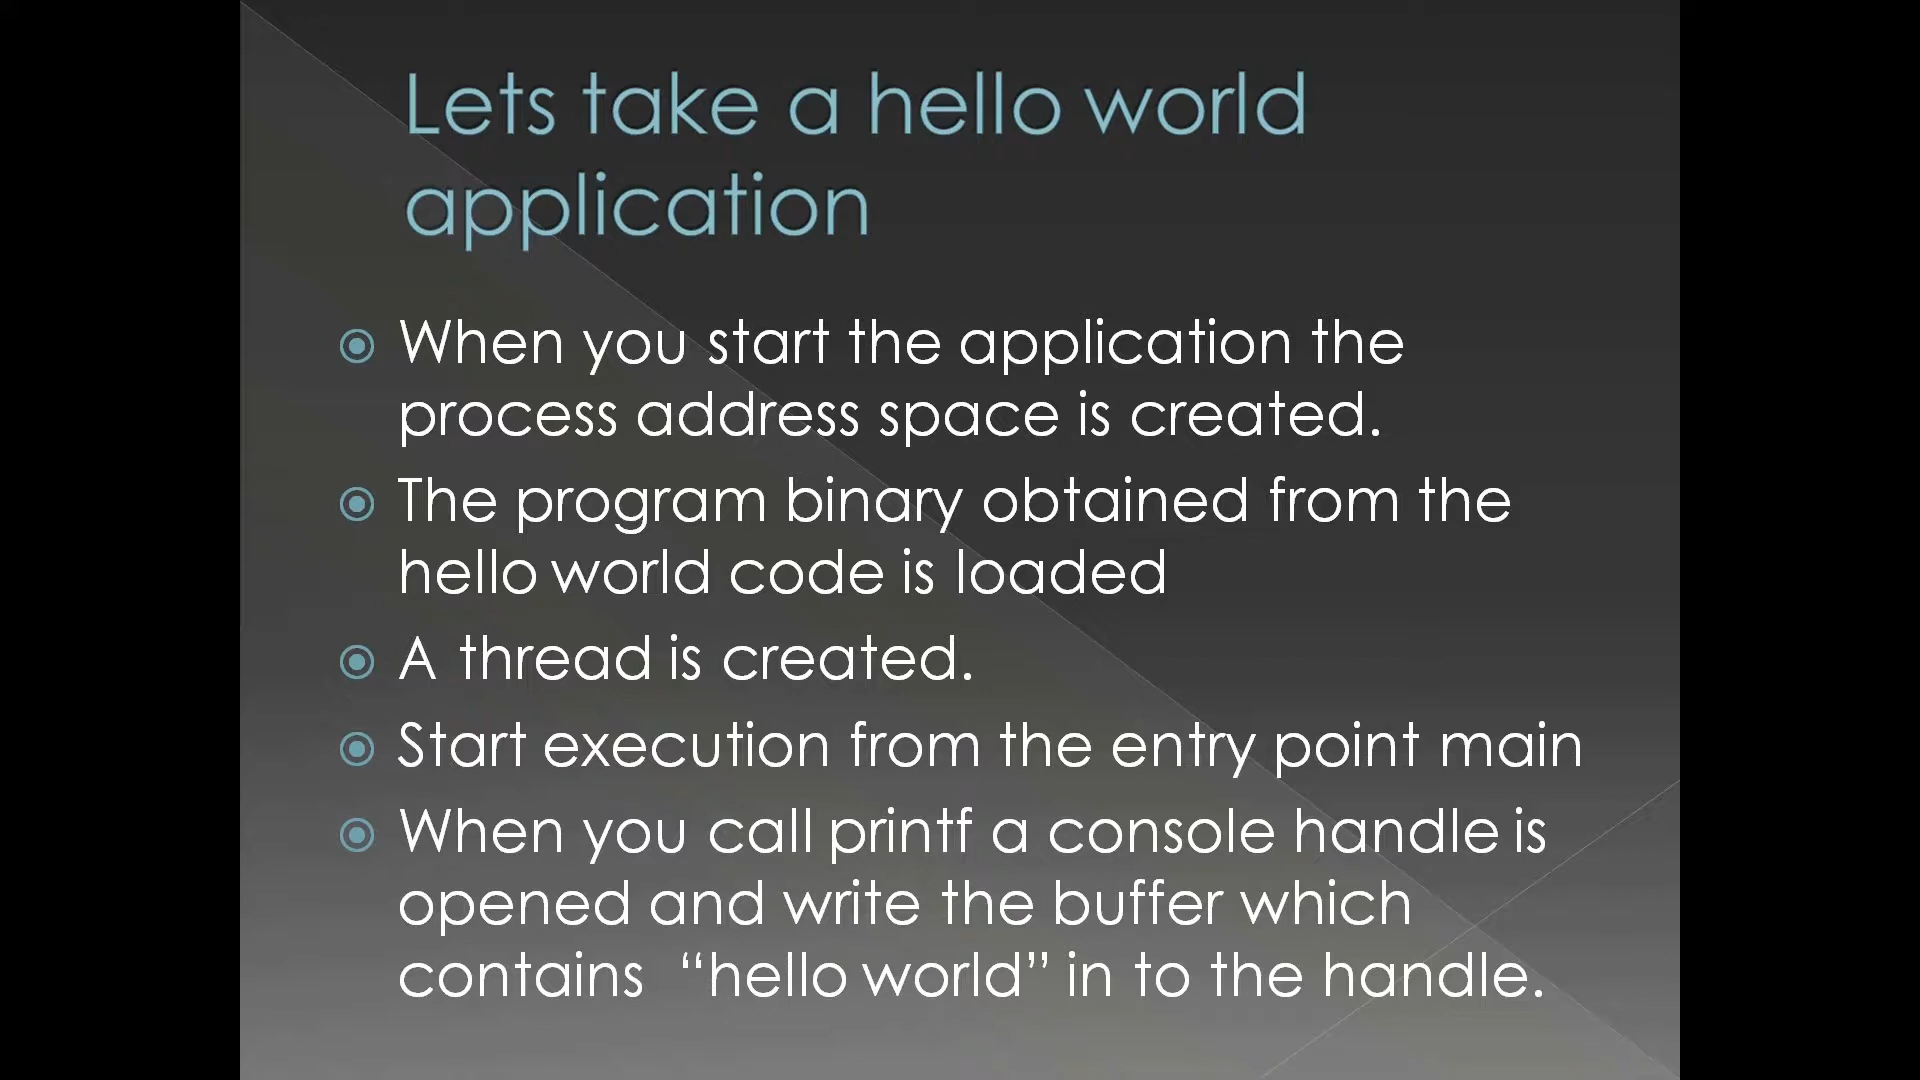 Lets take a hello world
application
When you start the application the
process address space is created.
The program binary obtained from the
hello world code is loaded
A thread is created.
Start execution from the entry point main
When you call printf a console handle is
opened and write the buffer which
contains “hello world” in to the handle.